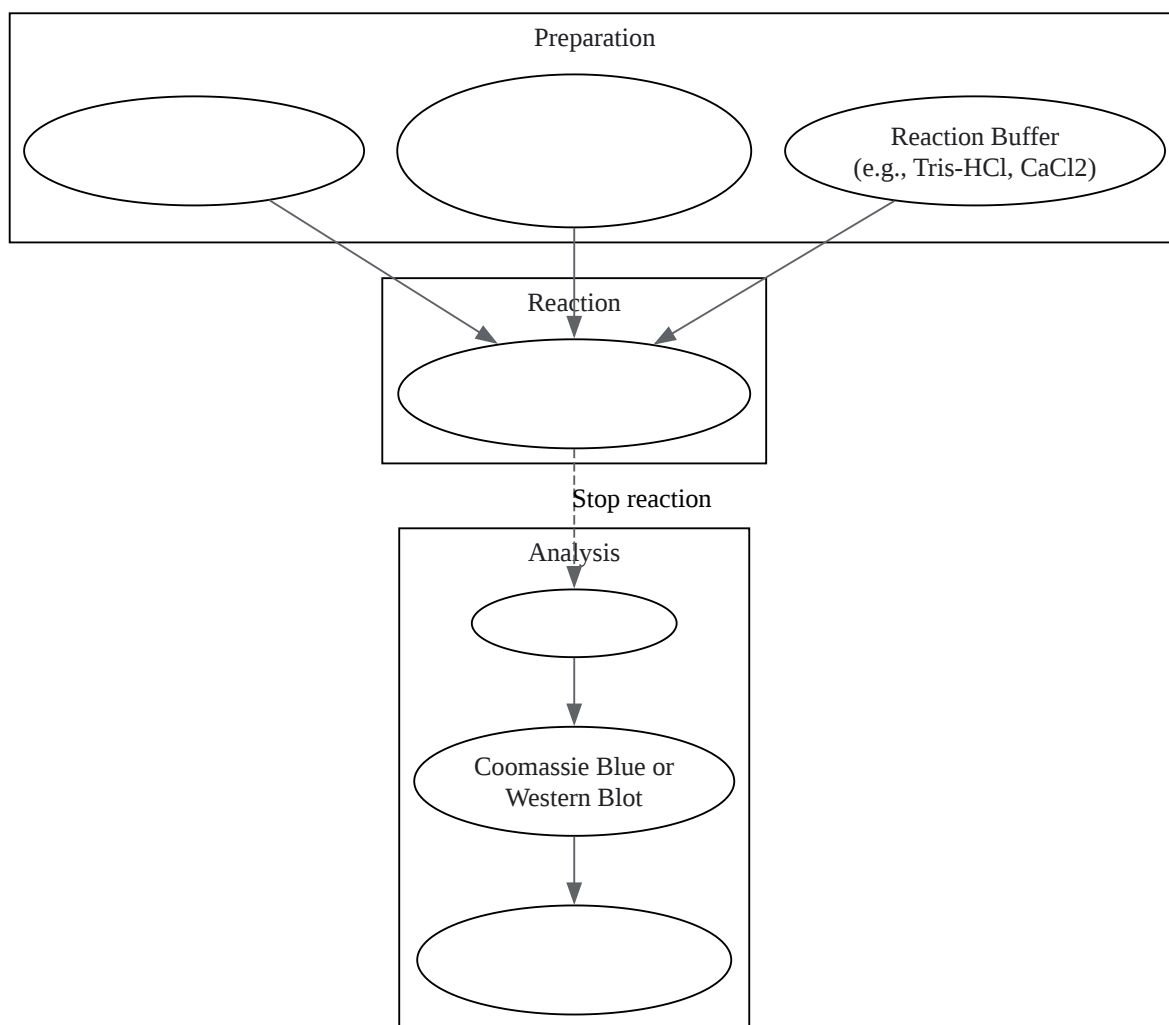 Preparation
Reaction Buffer
(e.g., Tris-HCl, CaCl2)
Reaction
Stop reaction
Analysis
Coomassie Blue or
Western Blot